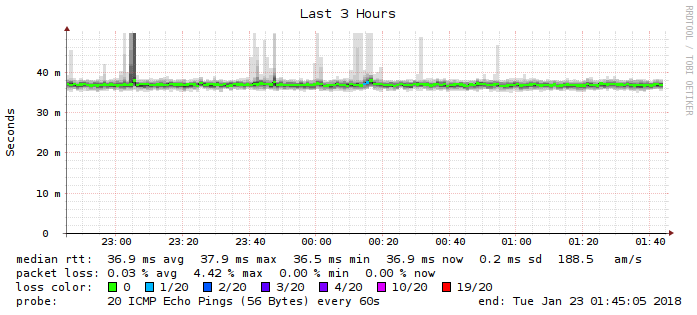 Last 3 Hours
RRDTOOL / TOBI OETIKER
Seconds
40 m
30 m
20 m
10 m
0
23:00 23:20 23:40 00:00 00:20 00:40 01:00 01:20 01:40
median rtt: 36.9 ms avg 37.9 ms max 36.5 ms min 36.9 ms now 0.2 ms sd 188.5 am/s
packet loss: 0.03 % avg 4.42 % max 0.00 % min 0.00 % now
loss color: 0 1/20 2/20 3/20 4/20 10/20 19/20
probe: 20 ICMP Echo Pings (56 Bytes) every 60s end: Tue Jan 23 01:45:05 2018